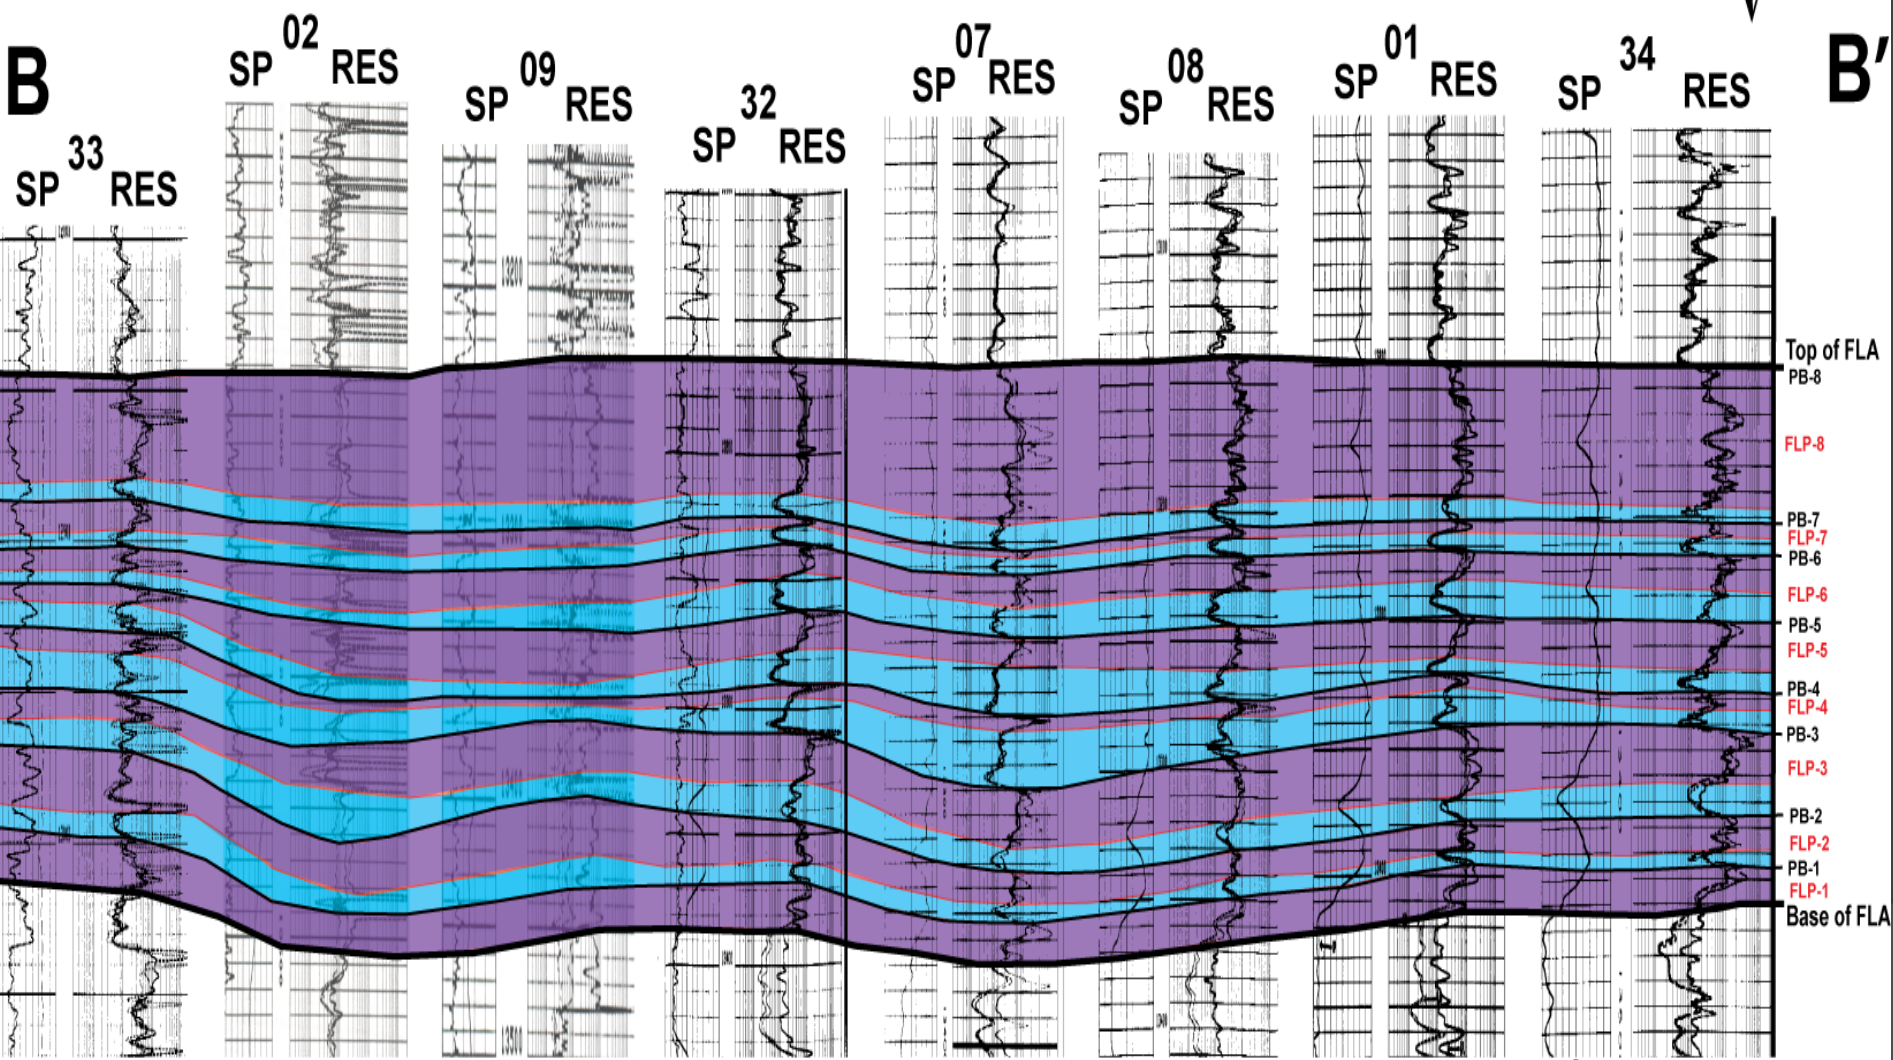 B
33
SP RES
02
SP RES
09
SP RES
32
SP RES
07
SP RES
08
SP RES
01
SP RES
34
SP RES
B'
Top of FLA
PB-8
FLP-8
PB-7
FLP-7
PB-6
FLP-6
PB-5
FLP-5
PB-4
FLP-4
PB-3
FLP-3
PB-2
FLP-2
PB-1
FLP-1
Base of FLA